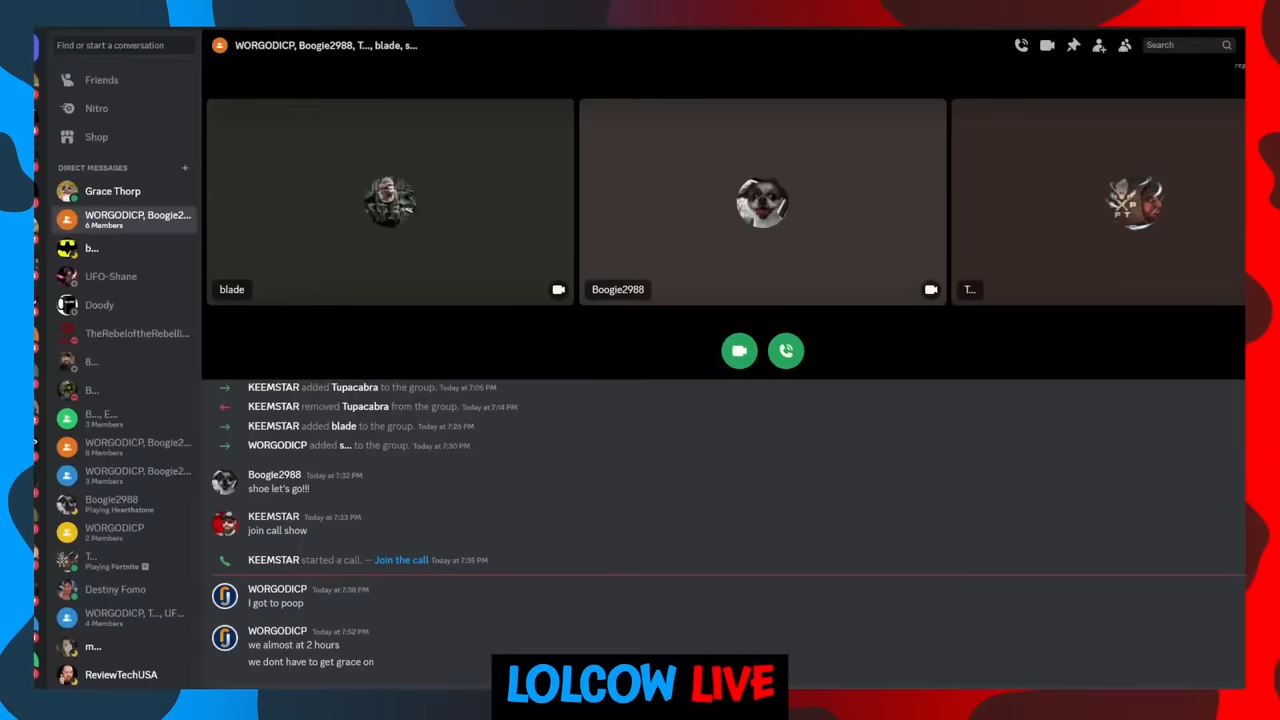 Find or start a conversation
Friends
Nitro
Shop
DIRECT MESSAGES +
Grace Thorp
WORGODICP, Boogie2...
6 Members
b...
UFO-Shane
Doody
TheRebeloftheRebelli...
8...
B...
B..., E...
3 Members
WORGODICP, Boogie2...
8 Members
WORGODICP, Boogie2...
3 Members
Boogie2988
Playing Hearthstone
WORGODICP
2 Members
T...
Playing Fortnite
Destiny Fomo
WORGODICP, T..., UF...
4 Members
m...
ReviewTechUSA
WORGODICP, Boogie2988, T..., blade, s...
Search
rep
blade
Boogie2988
T...
P T
F T
KEEMSTAR added Tupacabra to the group. Today at 7:05 PM
KEEMSTAR removed Tupacabra from the group. Today at 7:14 PM
KEEMSTAR added blade to the group. Today at 7:26 PM
WORGODICP added s... to the group. Today at 7:30 PM
Boogie2988 Today at 7:32 PM
shoe let's go!!!
KEEMSTAR Today at 7:33 PM
join call show
KEEMSTAR started a call. — Join the call Today at 7:35 PM
WORGODICP Today at 7:38 PM
I got to poop
WORGODICP Today at 7:52 PM
we almost at 2 hours
we dont have to get grace on
LOLCOW LIVE